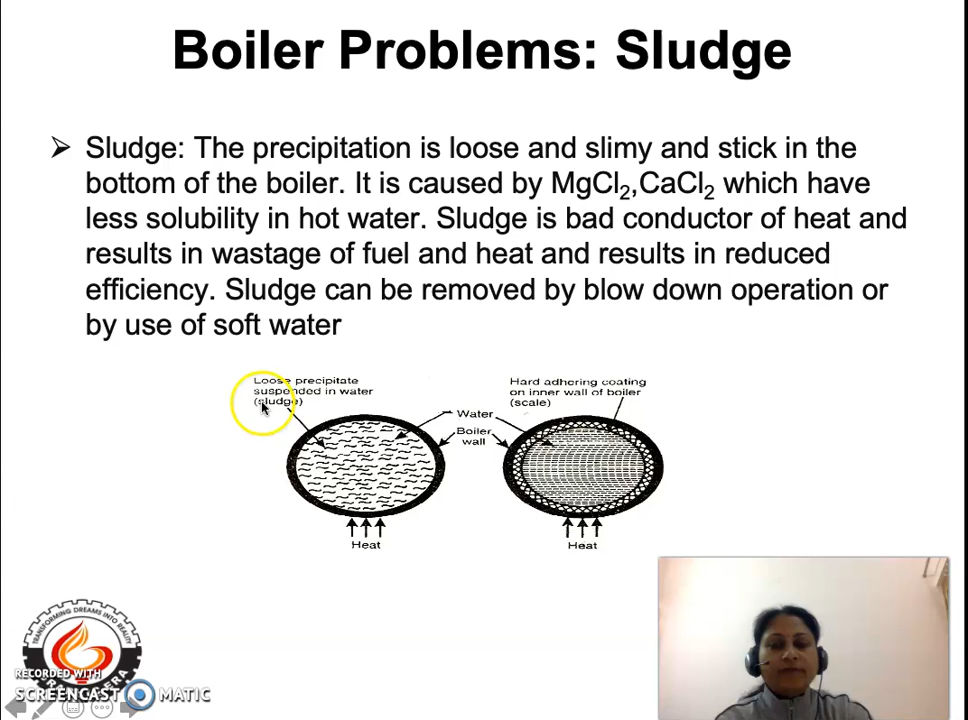 Boiler Problems: Sludge
➢ Sludge: The precipitation is loose and slimy and stick in the
bottom of the boiler. It is caused by MgCl₂,CaCl₂ which have
less solubility in hot water. Sludge is bad conductor of heat and
results in wastage of fuel and heat and results in reduced
efficiency. Sludge can be removed by blow down operation or
by use of soft water
Loose precipitate
suspended in water
(sludge)
Hard adhering coating
on inner wall of boiler
(scale)
Water
Boiler
wall
Heat
Heat
TRANSFORMING DREAMS INTO REALITY
RECORDED WITH
SCREENCAST MATIC